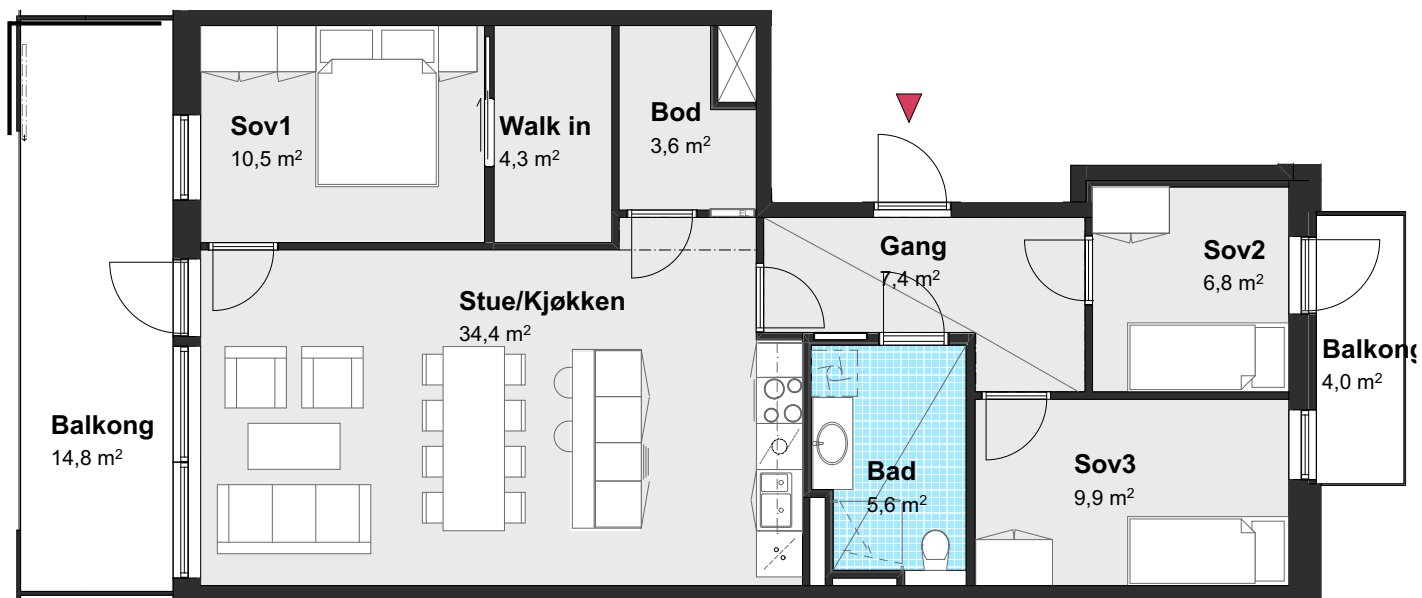 Sov1
10,5 m²
Walk in
4,3 m²
Bod
3,6 m²
EL
Gang
7,4 m²
Sov2
6,8 m²
Stue/Kjøkken
34,4 m²
Balkong
4,0 m²
Balkong
14,8 m²
Bad
5,6 m²
Sov3
9,9 m²